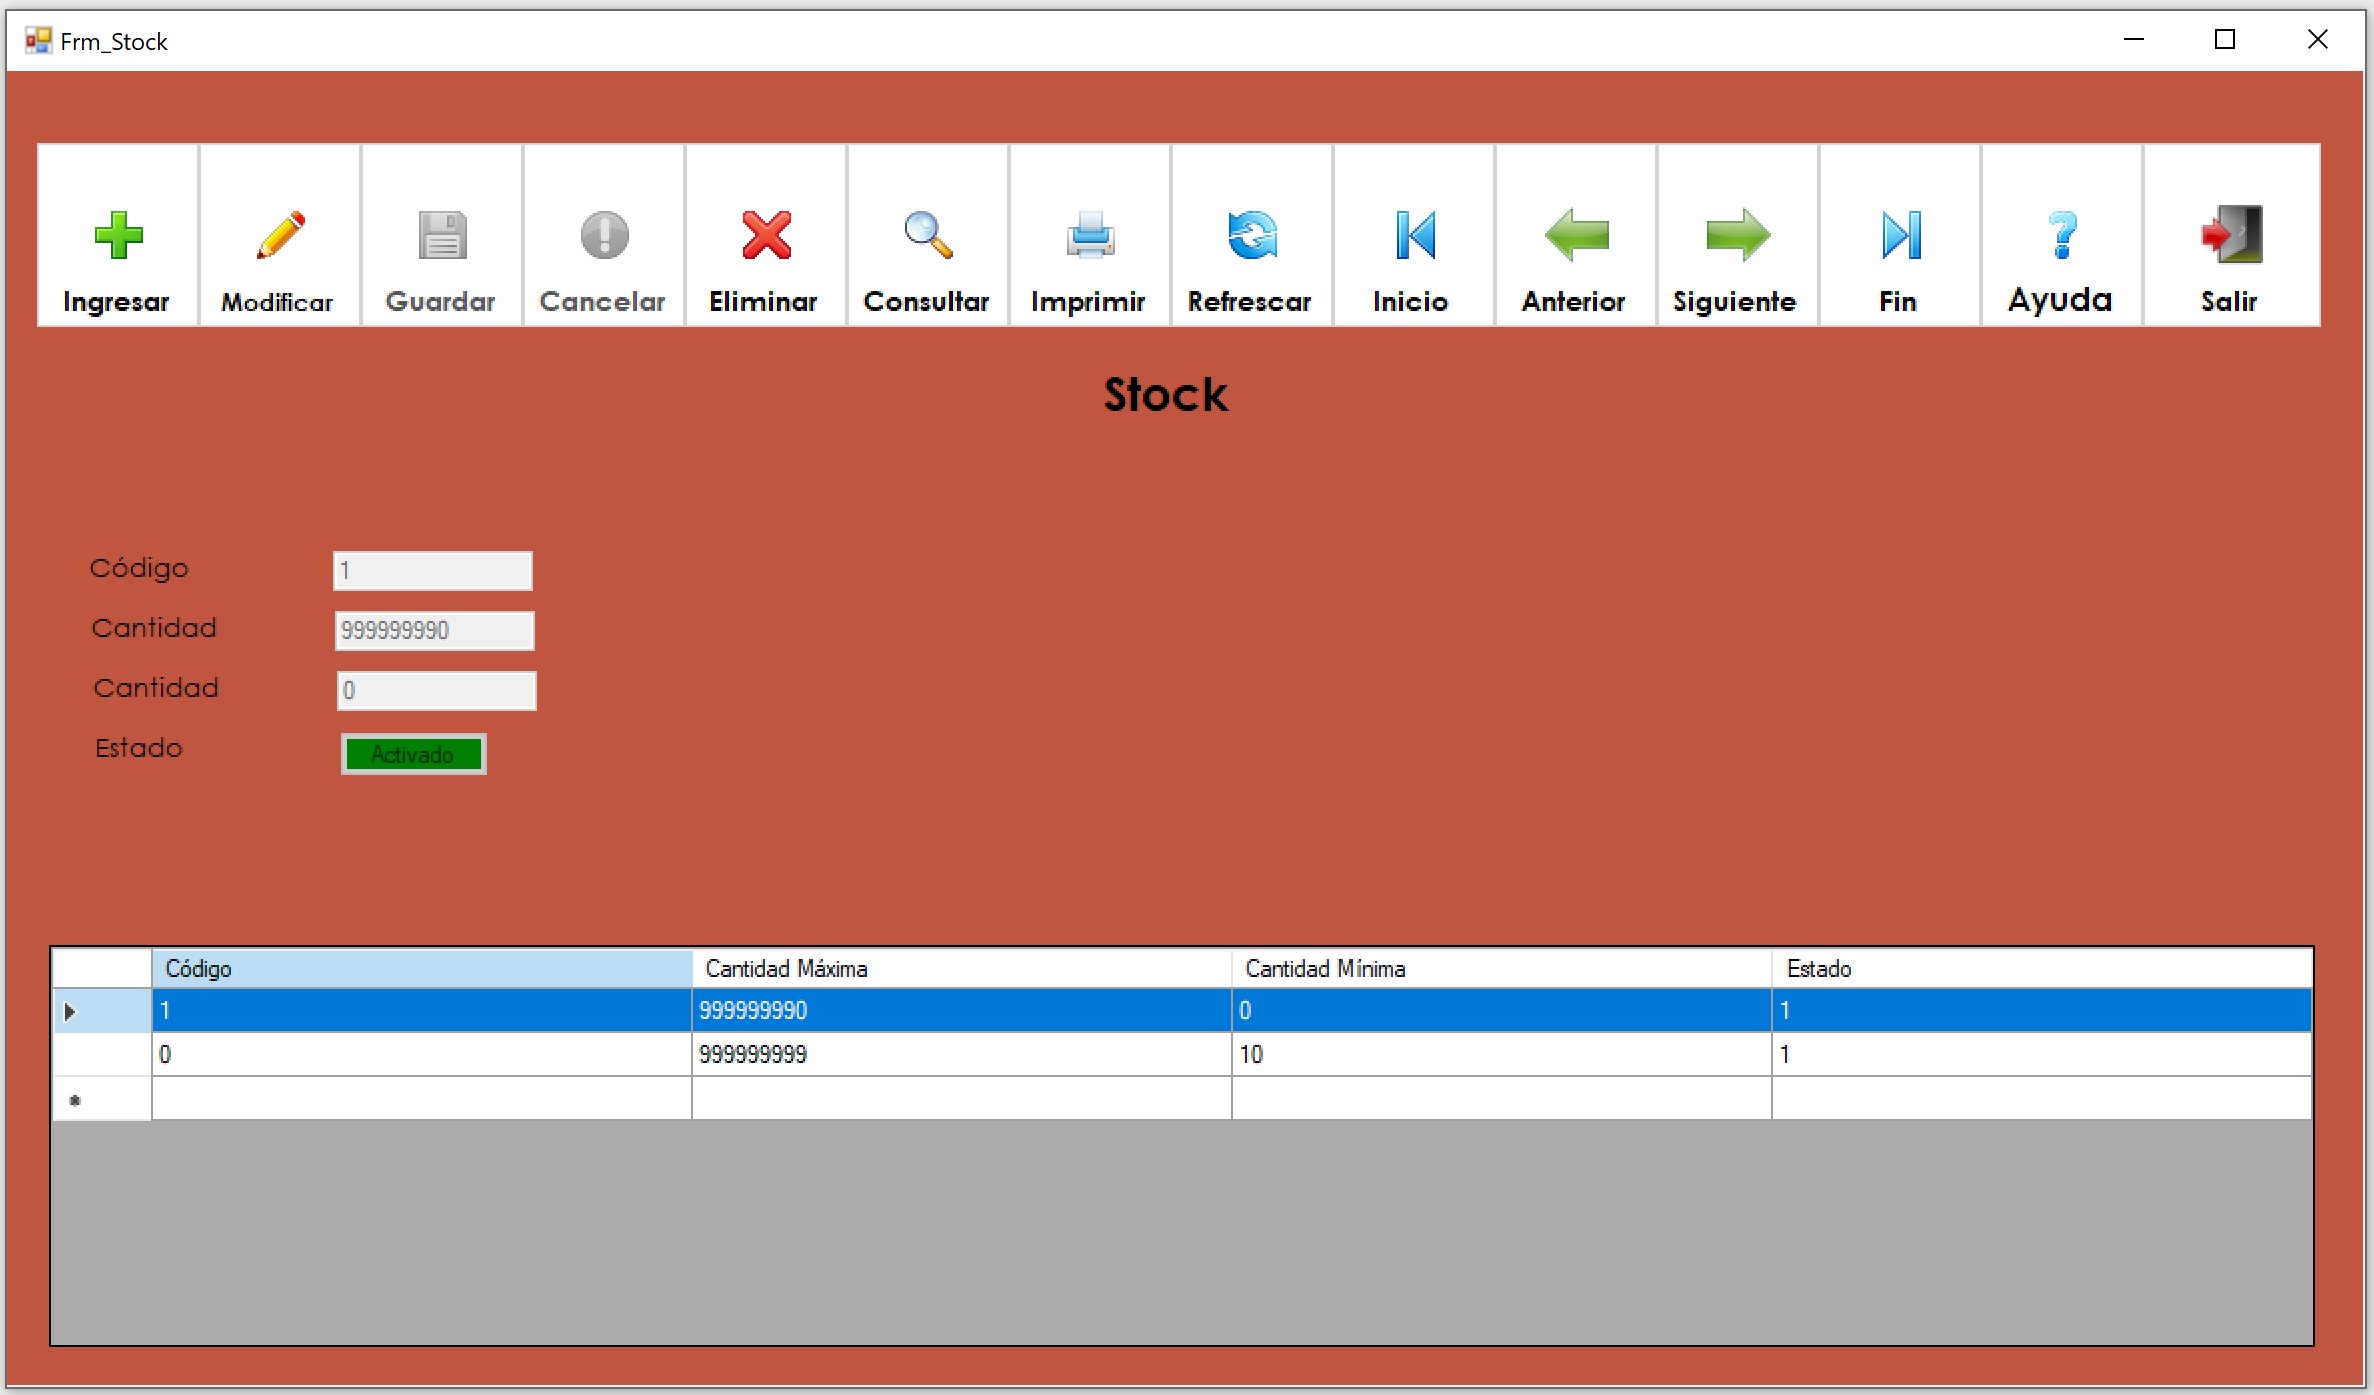 Frm_Stock
Ingresar Modificar Guardar Cancelar Eliminar Consultar Imprimir Refrescar Inicio Anterior Siguiente Fin Ayuda Salir
Stock
Código 1
Cantidad 999999990
Cantidad 0
Estado Activado
Código Cantidad Máxima Cantidad Mínima Estado
1 999999990 0 1
0 999999999 10 1